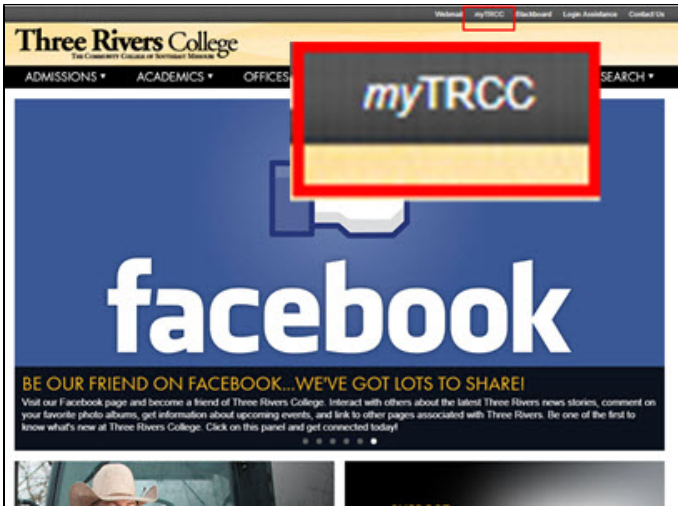 Webmail myTRCC Blackboard Login Assistance Contact Us
Three Rivers College
THE COMMUNITY COLLEGE OF SOUTHEAST MISSOURI
ADMISSIONS ACADEMICS OFFICES SEARCH
myTRCC
facebook
BE OUR FRIEND ON FACEBOOK...WE'VE GOT LOTS TO SHARE!
Visit our Facebook page and become a friend of Three Rivers College. Interact with others about the latest Three Rivers news stories, comment on
your favorite photo albums, get information about upcoming events, and link to other pages associated with Three Rivers. Be one of the first to
know what's new at Three Rivers College. Click on this panel and get connected today!